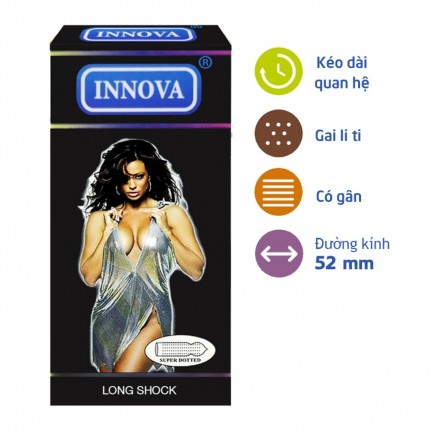 INNOVA
®
INNOVA
SUPER DOTTED
LONG SHOCK
Kéo dài
quan hệ
Gai li ti
Có gân
Đường kính
52 mm